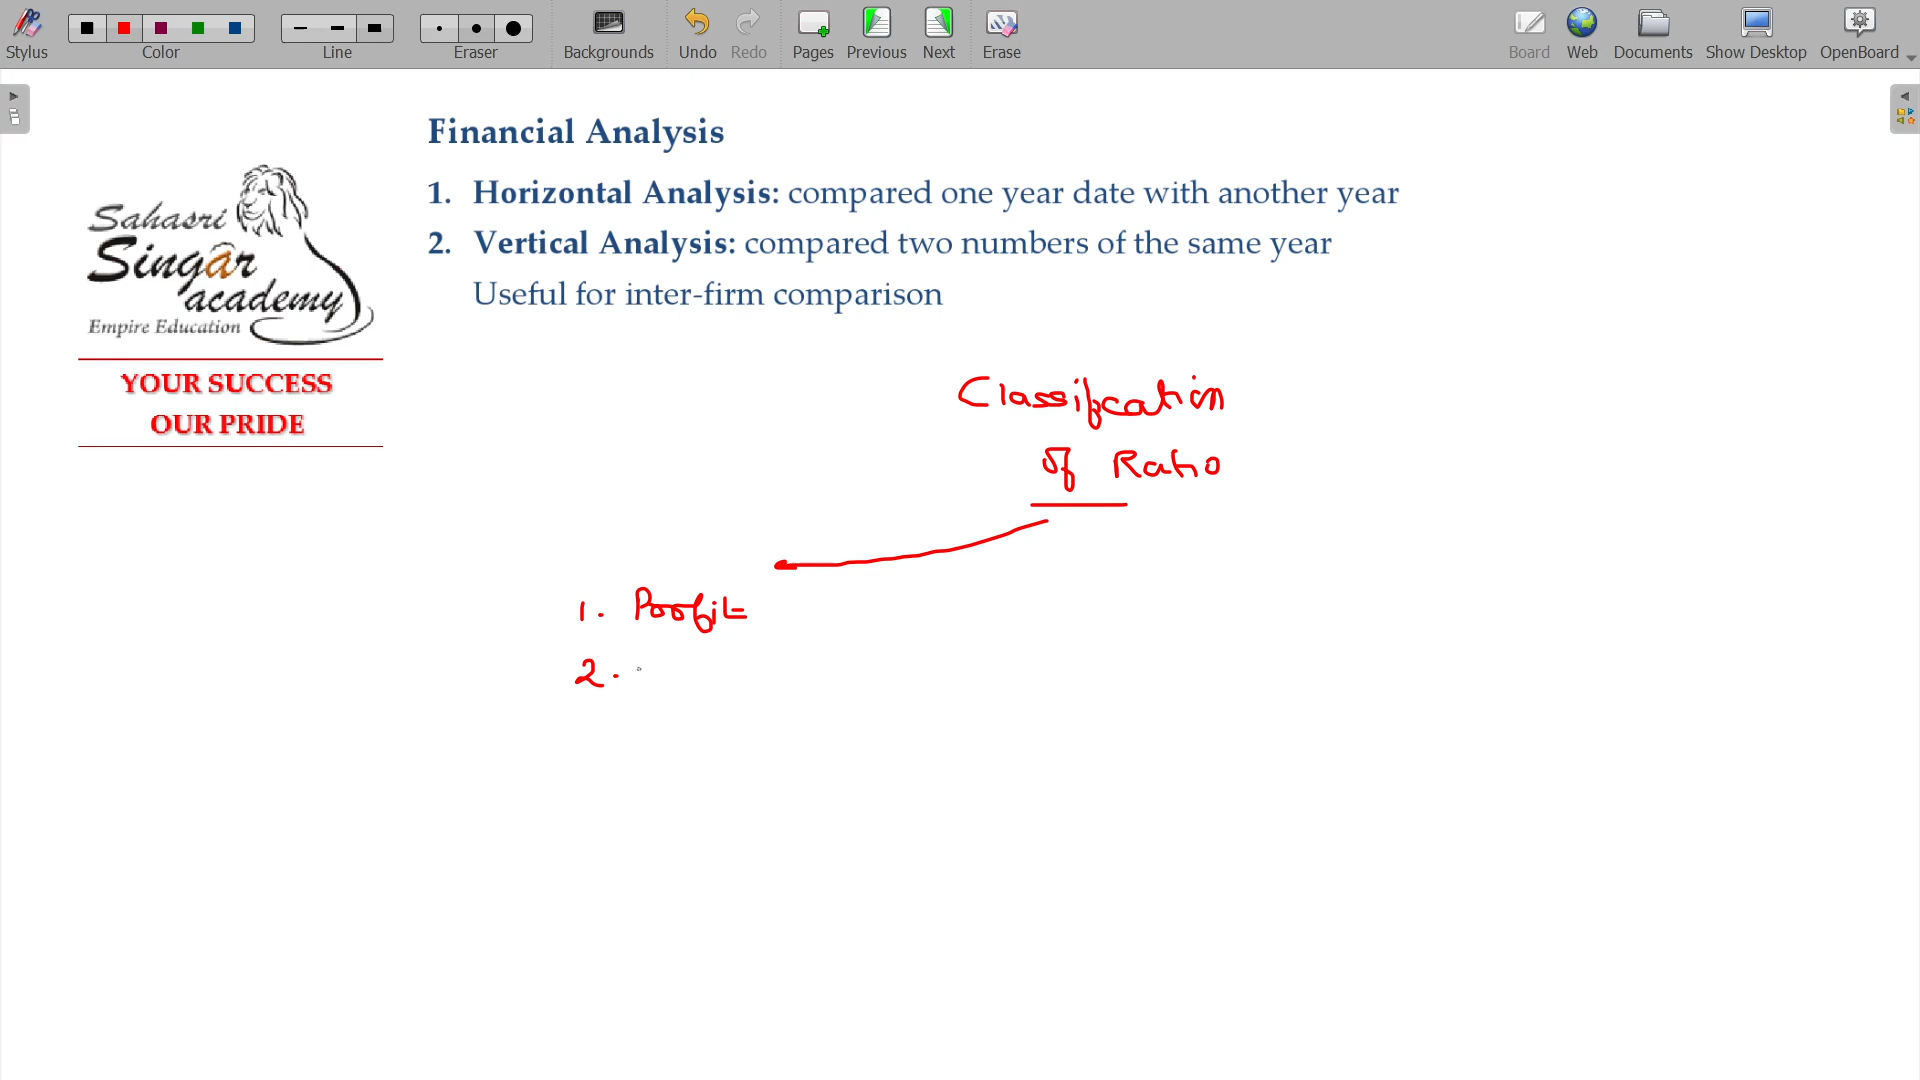 Stylus
Color
Line
Eraser
Backgrounds
Undo
Redo
Pages
Previous
Next
Erase
Board
Web
Documents
Show Desktop
OpenBoard
Financial Analysis
1. Horizontal Analysis: compared one year date with another year
2. Vertical Analysis: compared two numbers of the same year
Useful for inter-firm comparison
Sahasri
Singar
academy
Empire Education
YOUR SUCCESS
OUR PRIDE
Classification
of Ratio
1. Profit
2.